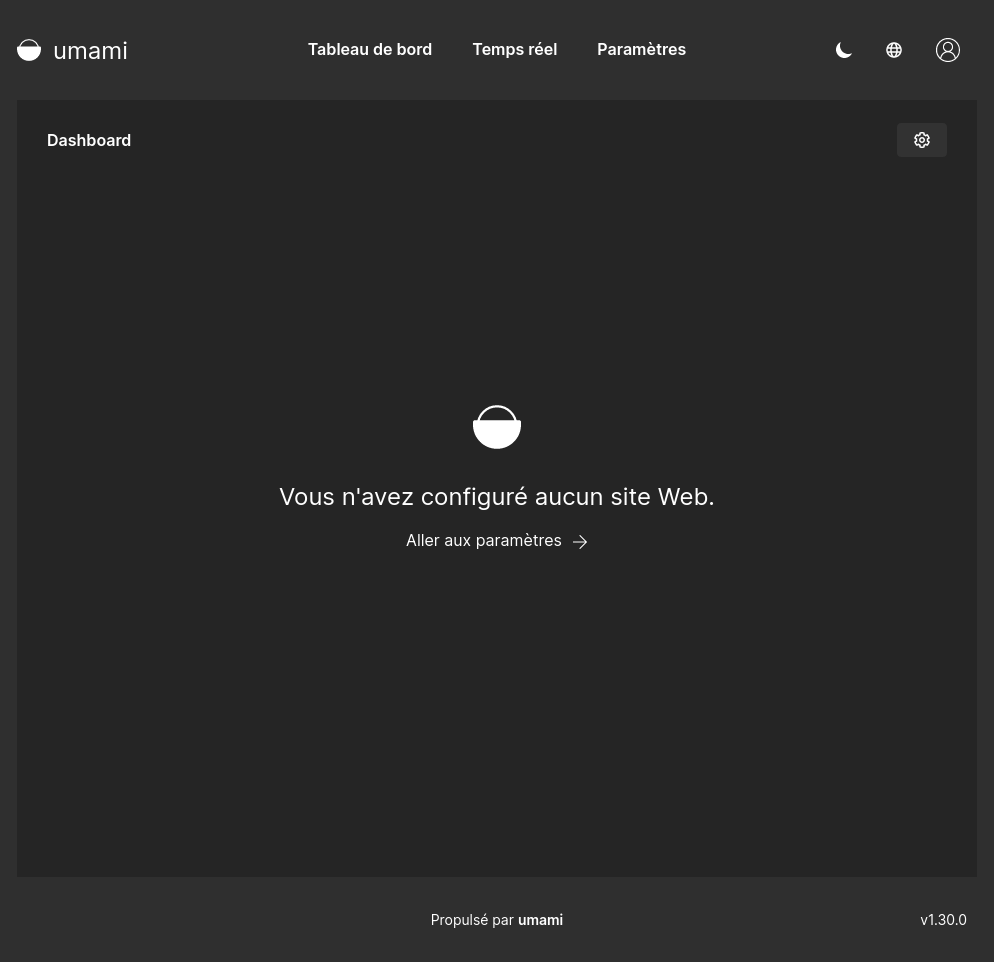 umami
Tableau de bord Temps réel Paramètres
Dashboard
Vous n'avez configuré aucun site Web.
Aller aux paramètres
Propulsé par umami
v1.30.0